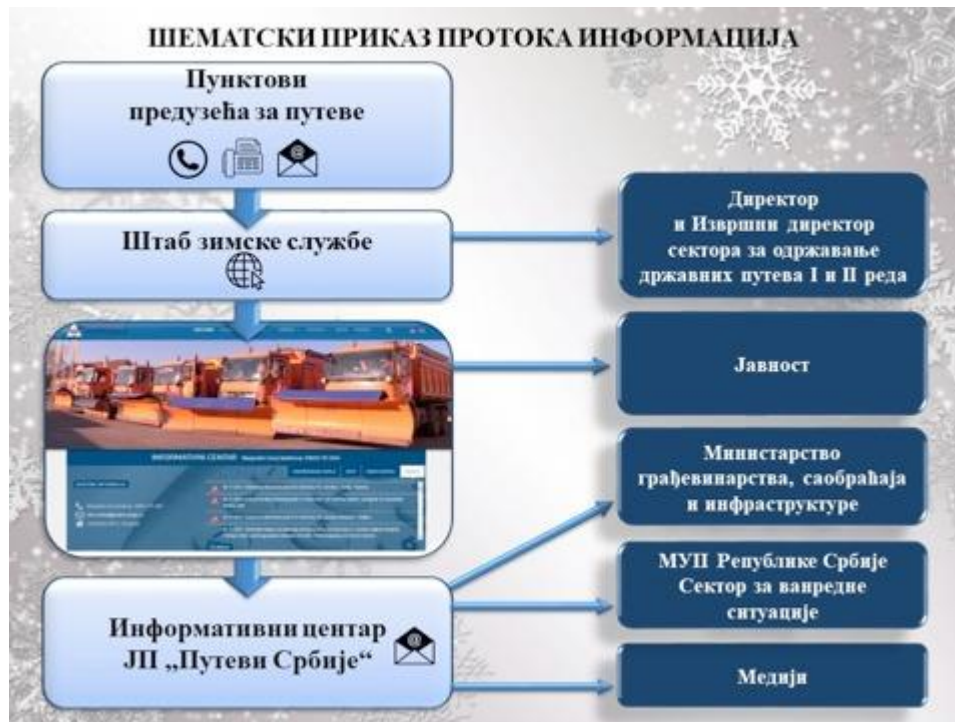 ШЕМАТСКИ ПРИКАЗ ПРОТОКА ИНФОРМАЦИЈА
Пунктови
предузећа за путеве
Штаб зимске службе
INFORMATIVNI CENTAR
Информативни центар
ЈП „Путеви Србије“
Директор
и Извршни директор
сектора за одржавање
државних путева I и II реда
Јавност
Министарство
грађевинарства, саобраћаја
и инфраструктуре
МУП Републике Србије
Сектор за ванредне
ситуације
Медији